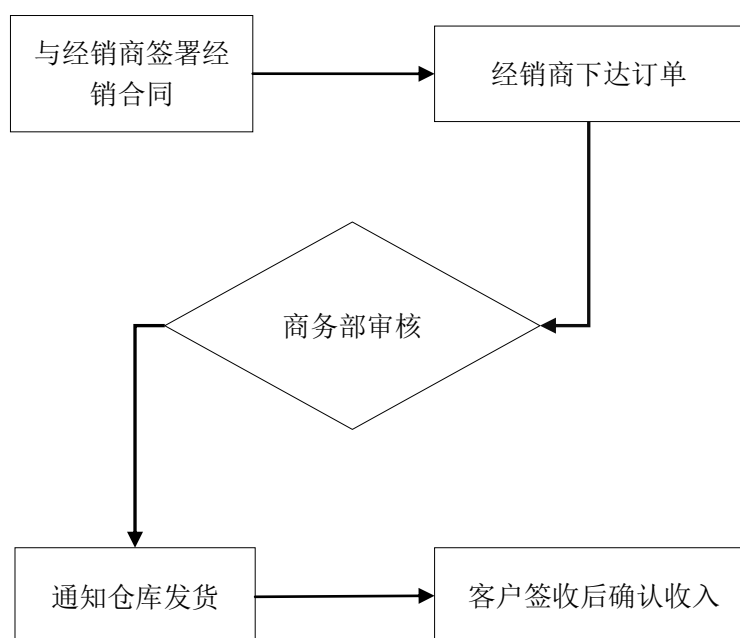 与经销商签署经
销合同
经销商下达订单
商务部审核
通知仓库发货
客户签收后确认收入